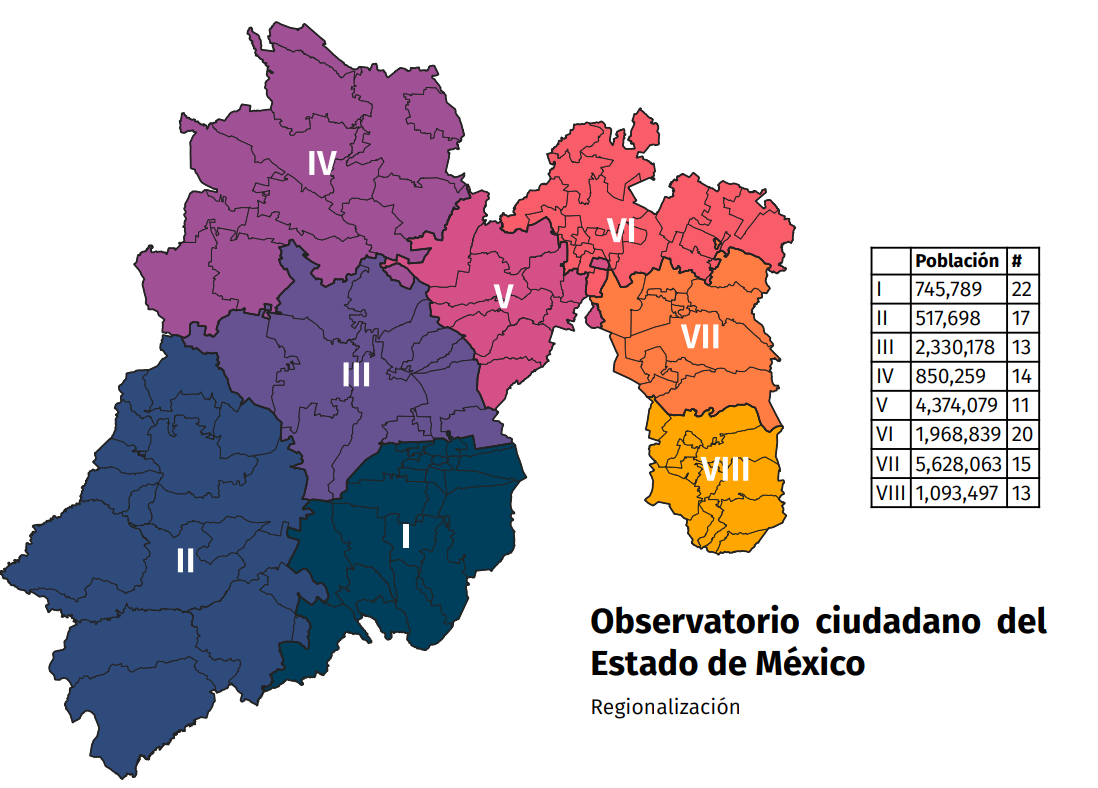 IV
VI
V
VII
III
VIII
I
II
Población #
I 745,789 22
II 517,698 17
III 2,330,178 13
IV 850,259 14
V 4,374,079 11
VI 1,968,839 20
VII 5,628,063 15
VIII 1,093,497 13
Observatorio ciudadano del
Estado de México
Regionalización